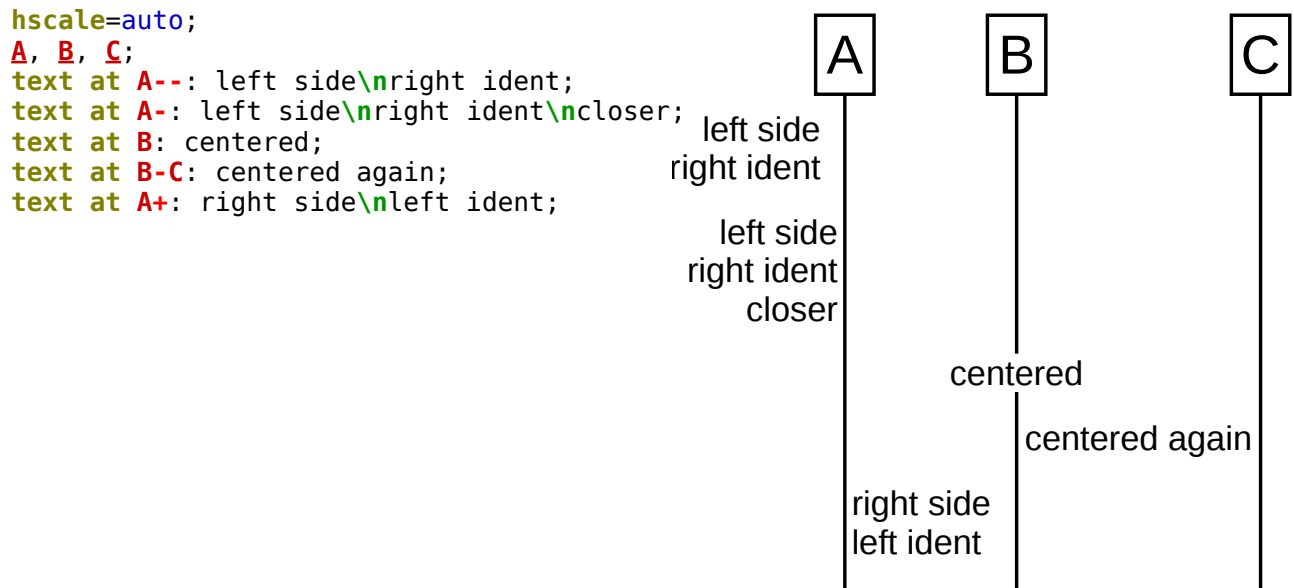 hscale=auto;
A, B, C;
text at A--: left side\nright ident;
text at A-: left side\nright ident\ncloser;
text at B: centered;
text at B-C: centered again;
text at A+: right side\nleft ident;
A
B
C
left side
right ident
left side
right ident
closer
centered
centered again
right side
left ident